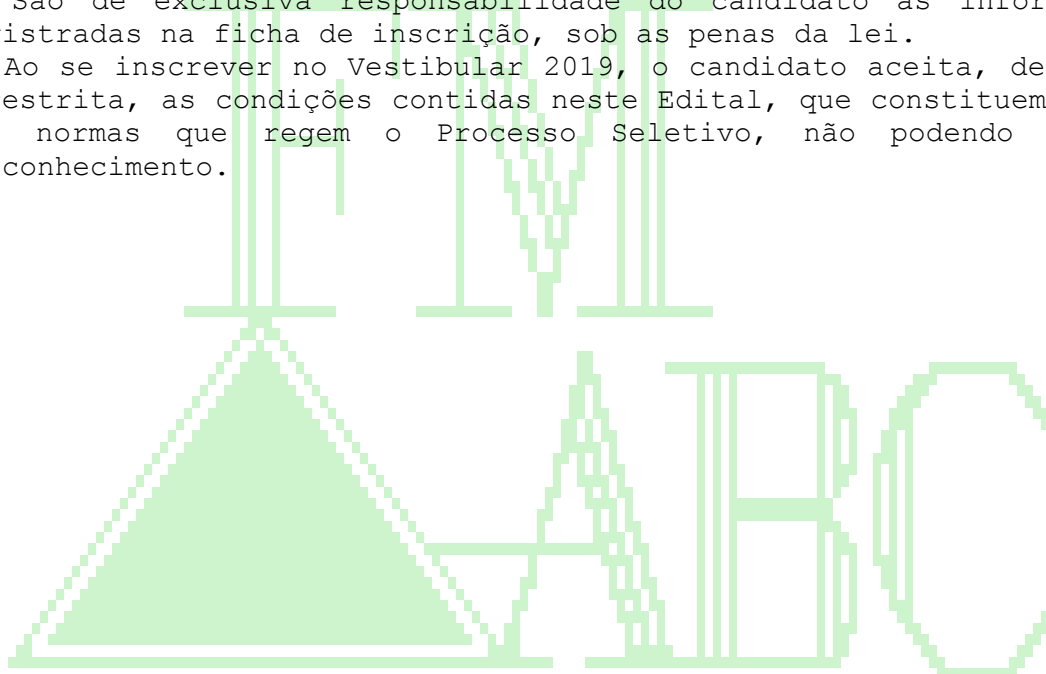 São de exclusiva responsabilidade do candidato as infor
istradas na ficha de inscrição, sob as penas da lei.
Ao se inscrever no Vestibular 2019, o candidato aceita, de
estrita, as condições contidas neste Edital, que constituem
normas que regem o Processo Seletivo, não podendo
conhecimento.
FM
ABC